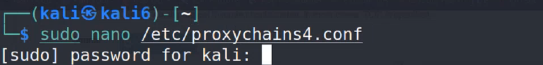 ┌──(kali㉿kali6)-[~]
└─$ sudo nano /etc/proxychains4.conf
[sudo] password for kali: